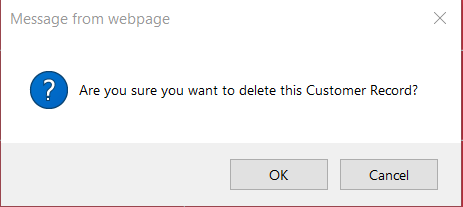 Message from webpage
Are you sure you want to delete this Customer Record?
OK
Cancel